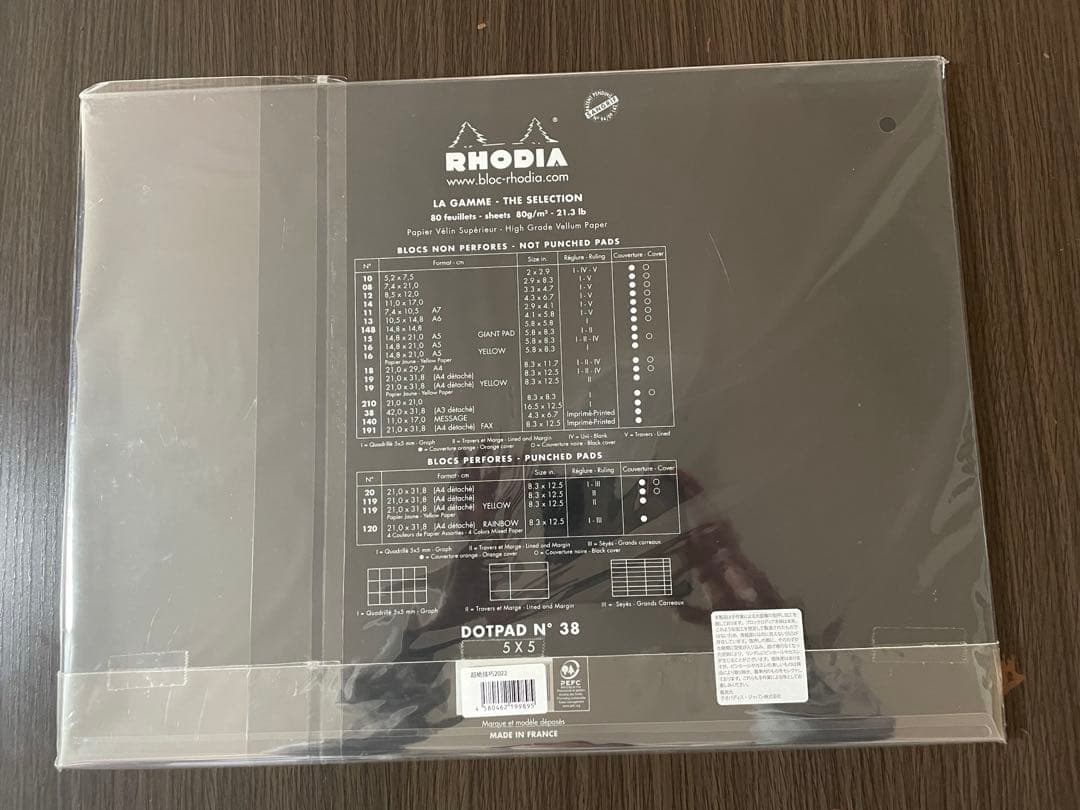 RHODIA
www.bloc-rhodia.com
LA GAMME - THE SELECTION
80 feuillets - sheets 80g/m² - 21.3 lb
Papier Vélin Supérieur - High Grade Vellum Paper
BLOCS NON PERFORES - NOT PUNCHED PADS
N° Format - cm Size in. Réglure - Ruling Couverture - Cover
10 5,2 x 7,5 2 x 2.9 I - IV - V
08 7,4 x 21,0 2.9 x 8.3 I - V
12 8,5 x 12,0 3.3 x 4.7 I - V
14 11,0 x 17,0 4.3 x 6.7 I - V
11 7,4 x 10,5 A7 2.9 x 4.1 I - V
13 10,5 x 14,8 A6 4.1 x 5.8 I - V
148 14,8 x 14,8 5.8 x 5.8 I
15 14,8 x 21,0 A5 GIANT PAD 5.8 x 8.3 I - II
16 14,8 x 21,0 A5 5.8 x 8.3 I - II - IV
16 14,8 x 21,0 A5 YELLOW 5.8 x 8.3 I
Papier Jaune - Yellow Paper
18 21,0 x 29,7 A4 8.3 x 11.7 I - II - IV
19 21,0 x 31,8 (A4 détaché) 8.3 x 12.5 I - II - IV
19 21,0 x 31,8 (A4 détaché) YELLOW 8.3 x 12.5 II
Papier Jaune - Yellow Paper
210 21,0 x 21,0 8.3 x 8.3 I
38 42,0 x 31,8 (A3 détaché) 16.5 x 12.5 I
140 11,0 x 17,0 MESSAGE 4.3 x 6.7 Imprimé-Printed
191 21,0 x 31,8 (A4 détaché) FAX 8.3 x 12.5 Imprimé-Printed
I = Quadrillé 5x5 mm - Graph II = Travers et Marge - Lined and Margin IV = Uni - Blank V = Travers - Lined
● = Couverture orange - Orange cover O = Couverture noire - Black cover
BLOCS PERFORES - PUNCHED PADS
N° Format - cm Size in. Réglure - Ruling Couverture - Cover
20 21,0 x 31,8 (A4 détaché) 8.3 x 12.5 I - III
119 21,0 x 31,8 (A4 détaché) 8.3 x 12.5 II
119 21,0 x 31,8 (A4 détaché) YELLOW 8.3 x 12.5 II
Papier Jaune - Yellow Paper
120 21,0 x 31,8 (A4 détaché) RAINBOW 8.3 x 12.5 I - III
4 Couleurs de Papier Assorties - 4 Colors Mixed Paper
I = Quadrillé 5x5 mm - Graph II = Travers et Marge - Lined and Margin III = Séyès - Grands carreaux
● = Couverture orange - Orange cover O = Couverture noire - Black cover
I = Quadrillé 5x5 mm - Graph II = Travers et Marge - Lined and Margin III = Seyès - Grands Carreaux
DOTPAD N° 38
5 X 5
4 560462 199895
PEFC
Marque et modèle déposés
MADE IN FRANCE